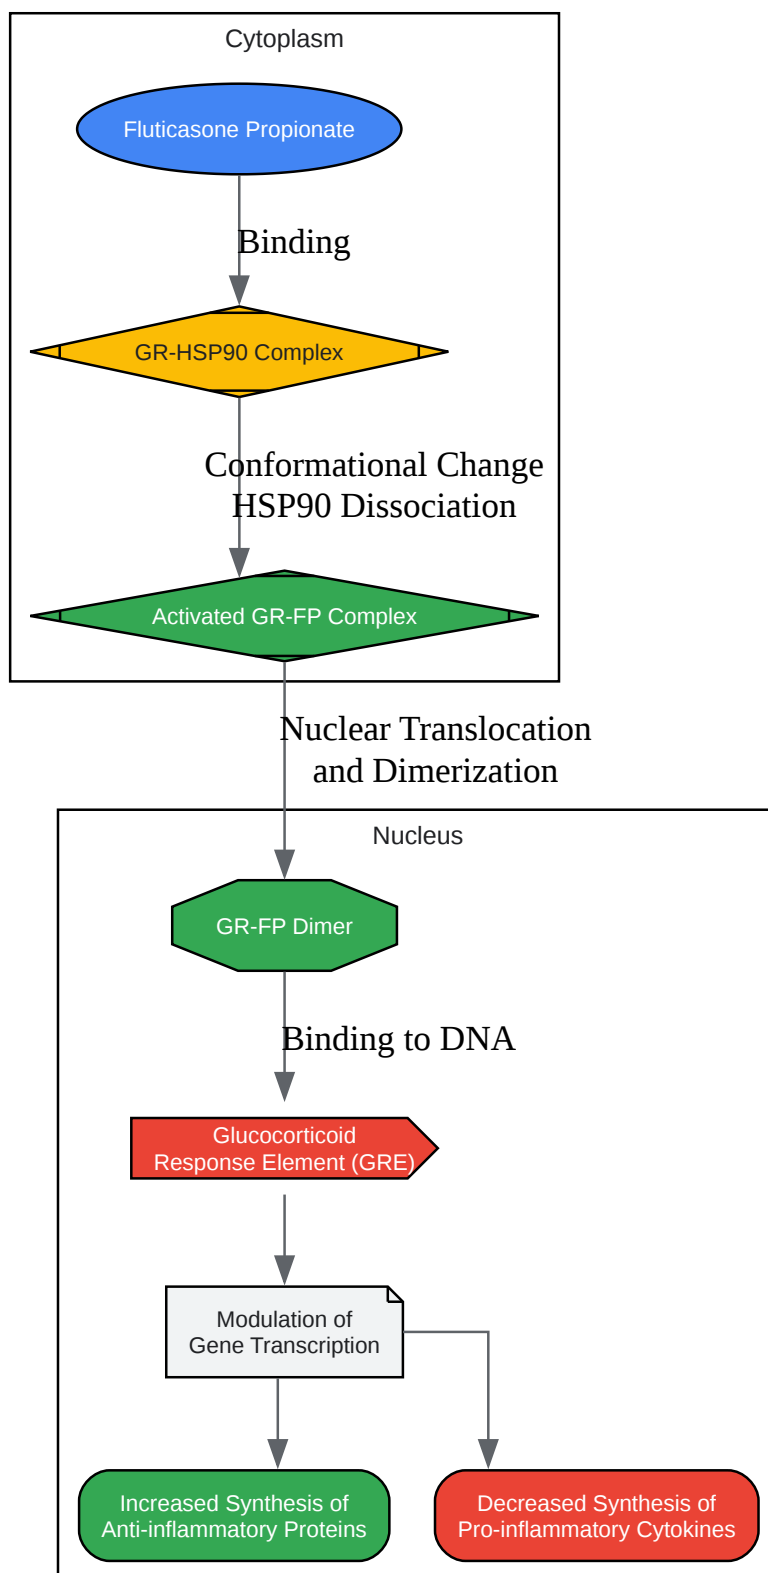 Cytoplasm
Fluticasone Propionate
Binding
GR-HSP90 Complex
Conformational Change
HSP90 Dissociation
Activated GR-FP Complex
Nuclear Translocation
and Dimerization
Nucleus
GR-FP Dimer
Binding to DNA
Glucocorticoid
Response Element (GRE)
Modulation of
Gene Transcription
Increased Synthesis of
Anti-inflammatory Proteins
Decreased Synthesis of
Pro-inflammatory Cytokines